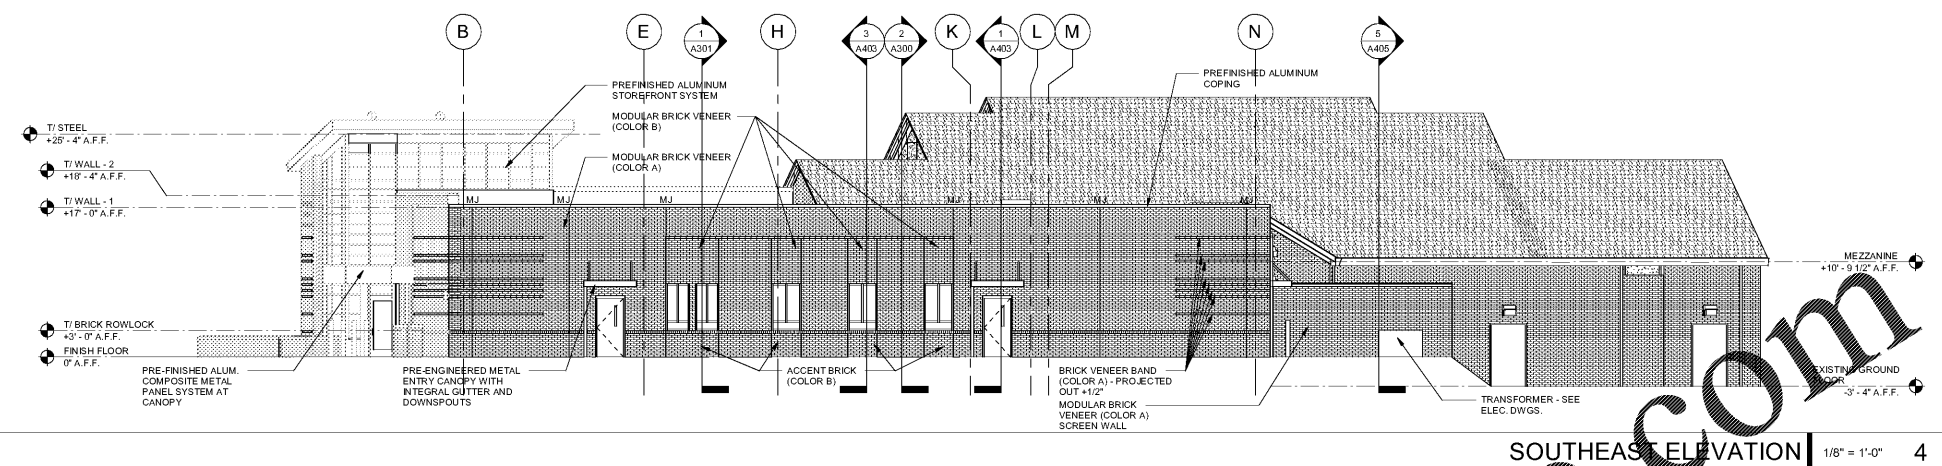 B
E
1
A301
H
3
A403
2
A300
K
1
A403
L
M
N
5
A405
PREFINISHED ALUMINUM
STOREFRONT SYSTEM
PREFINISHED ALUMINUM
COPING
MODULAR BRICK VENEER
(COLOR B)
T/ STEEL
+25' - 4" A.F.F.
MODULAR BRICK VENEER
(COLOR A)
T/ WALL - 2
+18' - 4" A.F.F.
T/ WALL - 1
+17' - 0" A.F.F.
MJ
MJ
MJ
MJ
MJ
MJ
MEZZANINE
+10' - 9 1/2" A.F.F.
T/ BRICK ROWLOCK
+3' - 0" A.F.F.
FINISH FLOOR
0" A.F.F.
PRE-FINISHED ALUM.
COMPOSITE METAL
PANEL SYSTEM AT
CANOPY
PRE-ENGINEERED METAL
ENTRY CANOPY WITH
INTEGRAL GUTTER AND
DOWNSPOUTS
ACCENT BRICK
(COLOR B)
BRICK VENEER BAND
(COLOR A) - PROJECTED
OUT +1/2"
MODULAR BRICK
VENEER (COLOR A)
SCREEN WALL
TRANSFORMER - SEE
ELEC. DWGS.
EXISTING GROUND
FLOOR
-3' - 4" A.F.F.
SOUTHEAST ELEVATION
1/8" = 1'-0"
4
.com